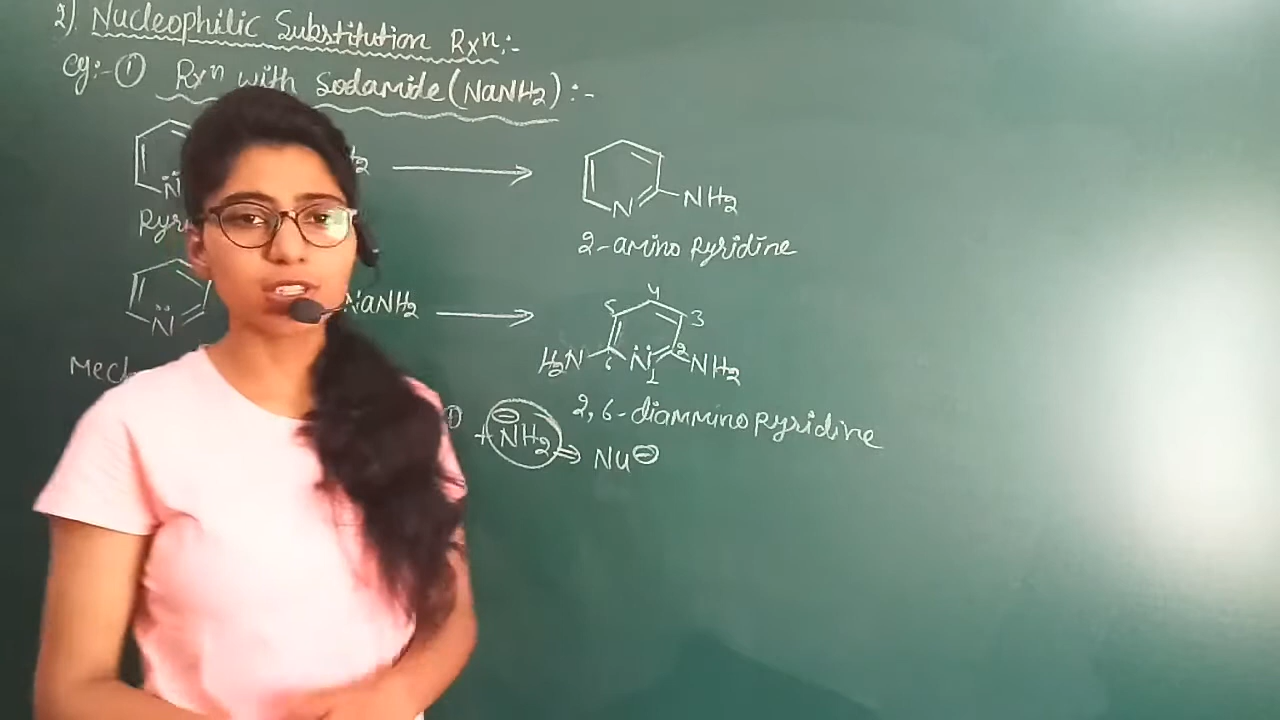 2) Nucleophilic Substitution Rxⁿ:-
eg:-① Rxⁿ with Sodamide (NaNH2) :-
N NH2
2-amino pyridine
NaNH2
5 4 3
H2N 6 N 1 2 NH2
2,6-diammino pyridine
+ ⊖NH2 ⇒ Nu⊖